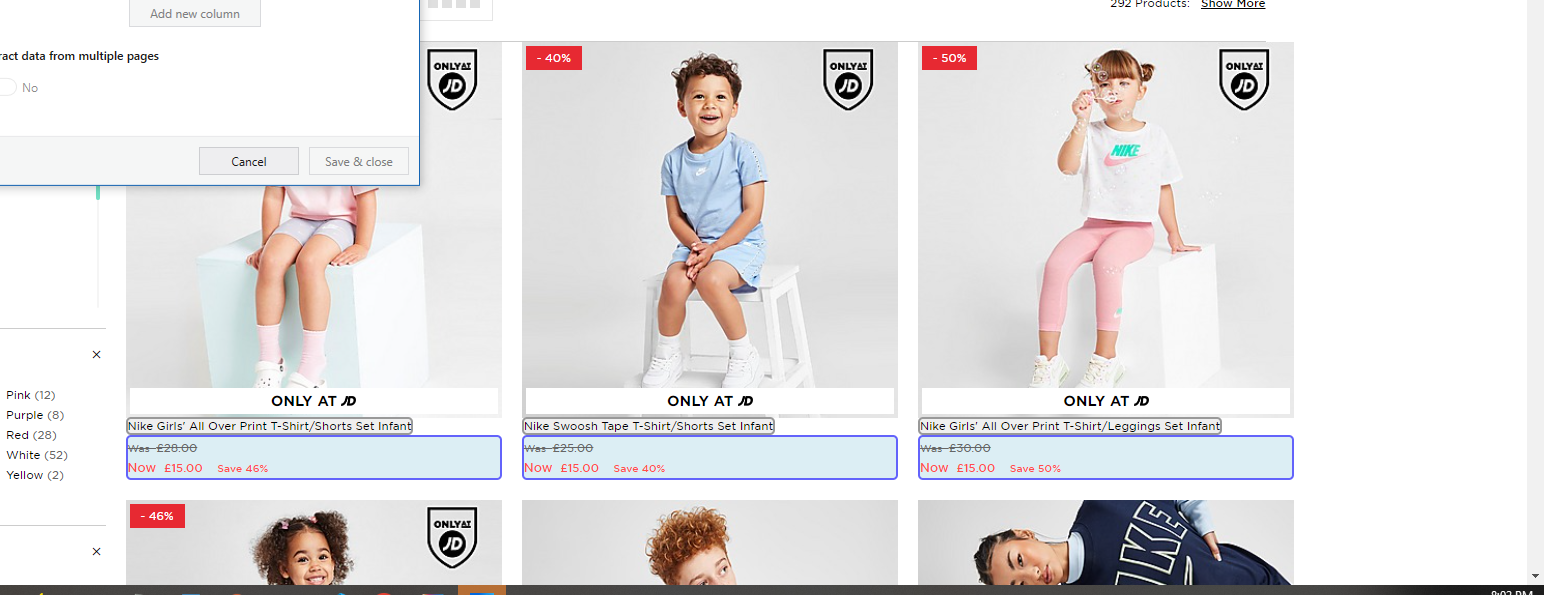 Add new column
292 Products: Show More
ract data from multiple pages
No
Cancel
Save & close
ONLY AT
JD
- 40%
ONLY AT
JD
- 50%
ONLY AT
JD
NIKE
Pink (12)
Purple (8)
Red (28)
White (52)
Yellow (2)
ONLY AT JD
Nike Girls' All Over Print T-Shirt/Shorts Set Infant
Was £28.00
Now £15.00 Save 46%
ONLY AT JD
Nike Swoosh Tape T-Shirt/Shorts Set Infant
Was £25.00
Now £15.00 Save 40%
ONLY AT JD
Nike Girls' All Over Print T-Shirt/Leggings Set Infant
Was £30.00
Now £15.00 Save 50%
- 46%
ONLY AT
JD
NIKE
8:02 PM